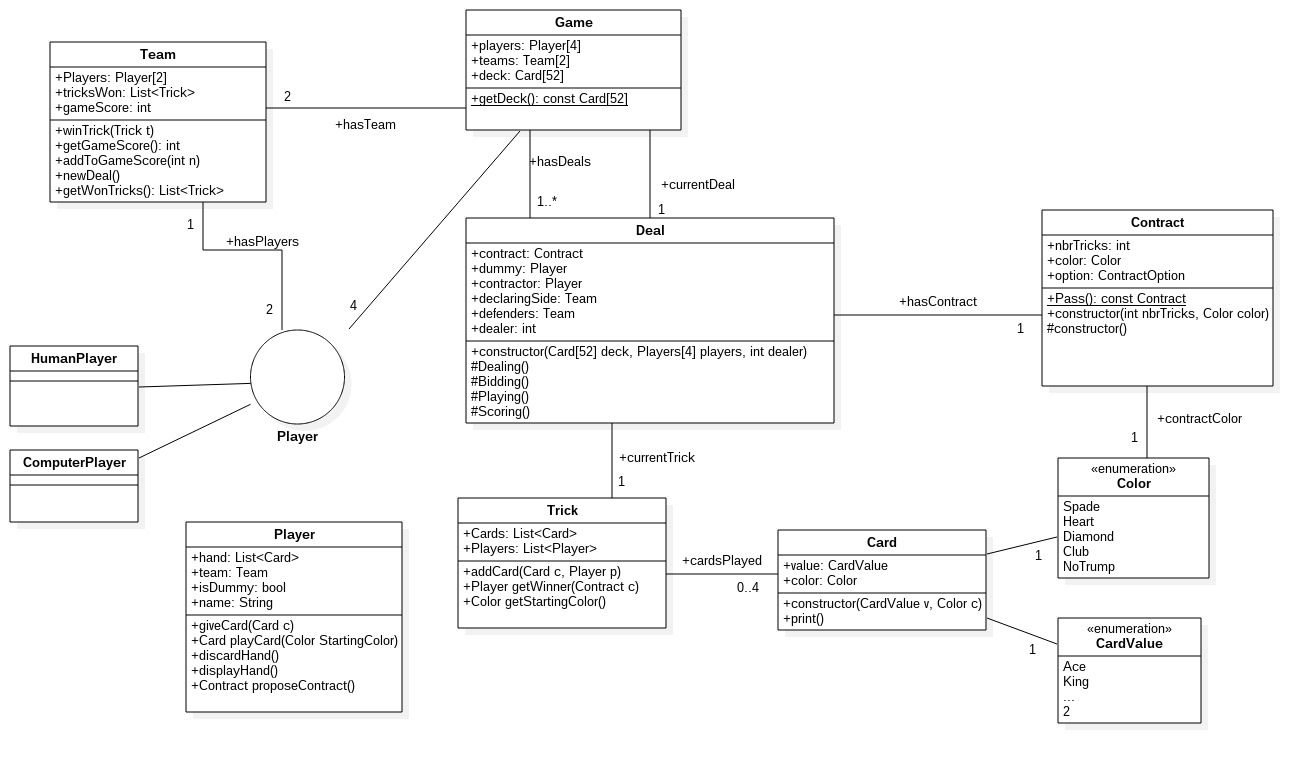 Game
+players: Player[4]
+teams: Team[2]
+deck: Card[52]
+getDeck(): const Card[52]
Team
+Players: Player[2]
+tricksWon: List<Trick>
+gameScore: int
+winTrick(Trick t)
+getGameScore(): int
+addToGameScore(int n)
+newDeal()
+getWonTricks(): List<Trick>
2
+hasTeam
+hasDeals
1..*
+currentDeal
1
1
+hasPlayers
2
4
Deal
+contract: Contract
+dummy: Player
+contractor: Player
+declaringSide: Team
+defenders: Team
+dealer: int
+constructor(Card[52] deck, Players[4] players, int dealer)
#Dealing()
#Bidding()
#Playing()
#Scoring()
+hasContract
1
Contract
+nbrTricks: int
+color: Color
+option: ContractOption
+Pass(): const Contract
+constructor(int nbrTricks, Color color)
#constructor()
HumanPlayer
Player
ComputerPlayer
+contractColor
1
+currentTrick
1
«enumeration»
Color
Spade
Heart
Diamond
Club
NoTrump
Player
+hand: List<Card>
+team: Team
+isDummy: bool
+name: String
+giveCard(Card c)
+Card playCard(Color StartingColor)
+discardHand()
+displayHand()
+Contract proposeContract()
Trick
+Cards: List<Card>
+Players: List<Player>
+addCard(Card c, Player p)
+Player getWinner(Contract c)
+Color getStartingColor()
+cardsPlayed
0..4
Card
+value: CardValue
+color: Color
+constructor(CardValue v, Color c)
+print()
1
1
«enumeration»
CardValue
Ace
King
...
2